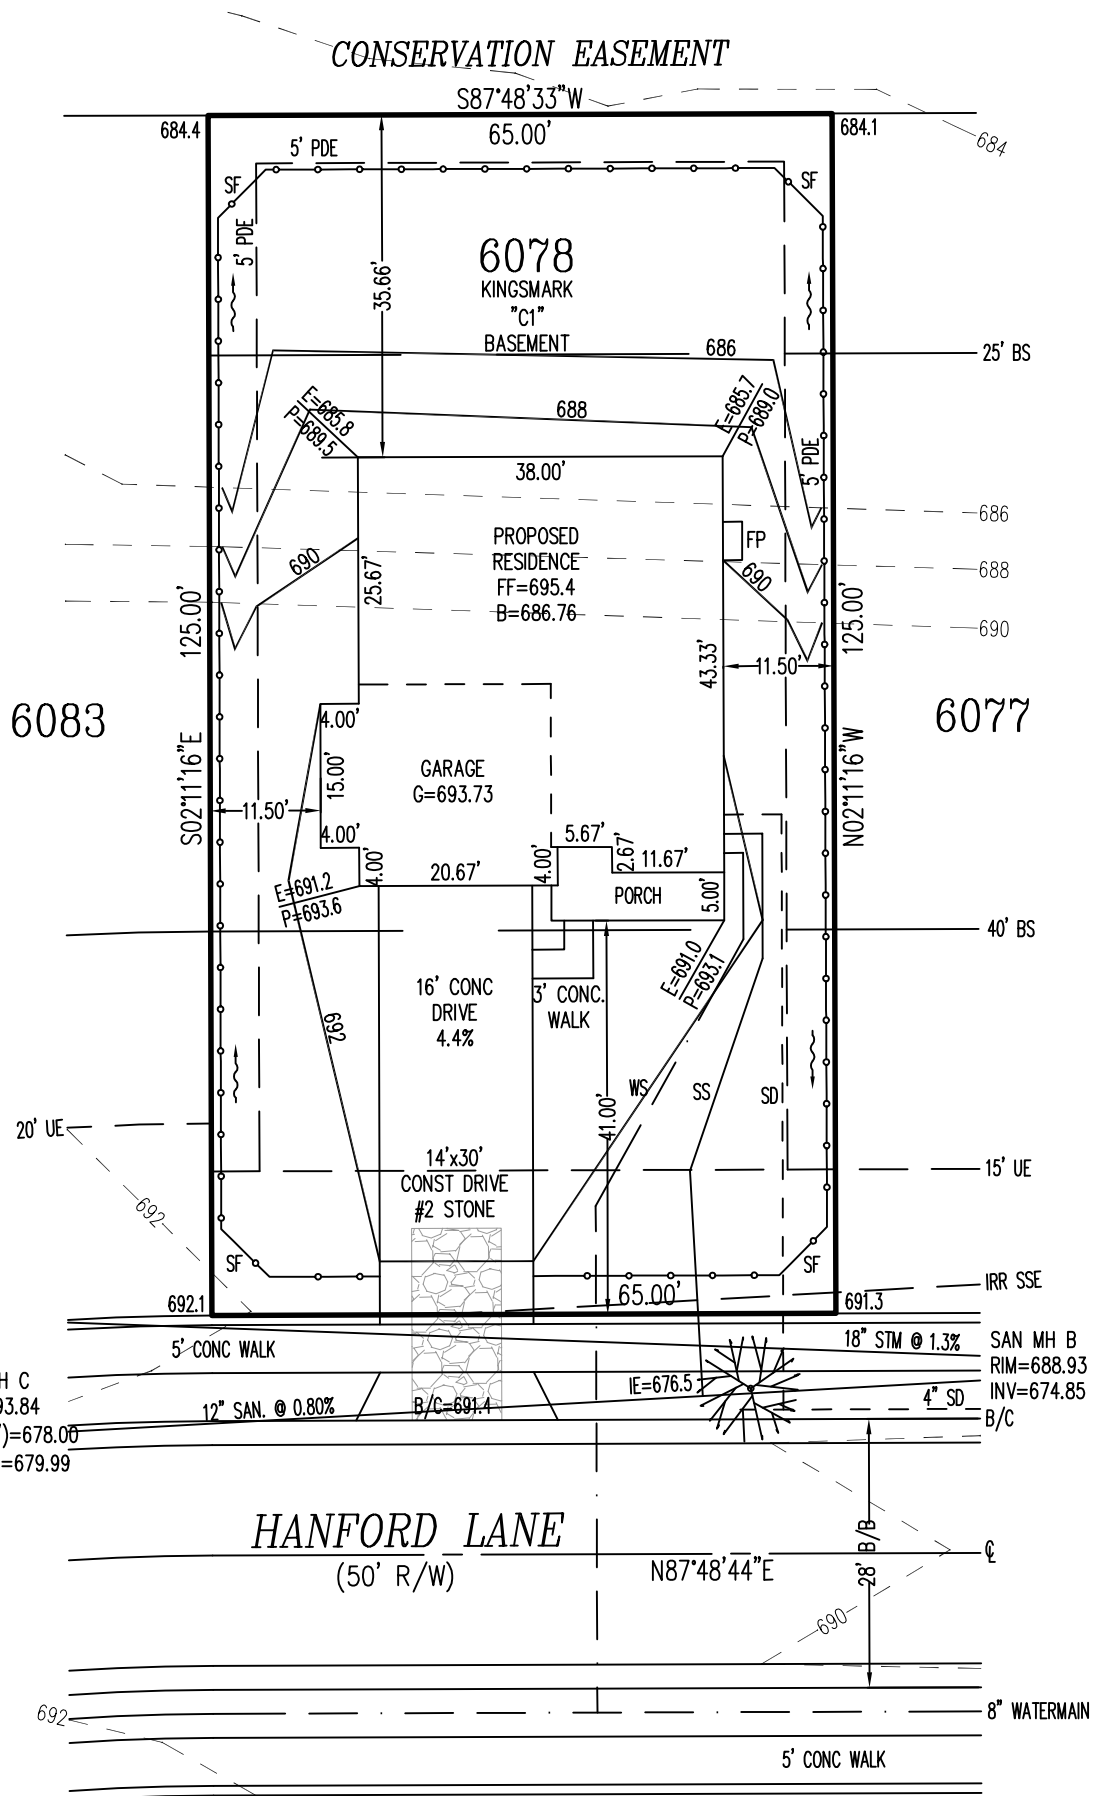 CONSERVATION EASEMENT
S87°48'33"W
684.4
65.00'
684.1
684
5' PDE
SF
SF
5' PDE
6078
KINGSMARK
"C1"
BASEMENT
35.66'
686
25' BS
E=685.8
P=689.5
688
E=685.7
P=689.0
5' PDE
38.00'
686
PROPOSED
RESIDENCE
FF=695.4
B=686.76
FP
690
25.67'
690
688
690
125.00'
125.00'
43.33'
11.50'
6083
6077
4.00'
S02°11'16"E
N02°11'16"W
15.00'
GARAGE
G=693.73
11.50'
4.00'
5.67'
4.00'
20.67'
4.00'
2.67'
11.67'
PORCH
5.00'
E=691.2
P=693.6
40' BS
E=691.0
P=693.1
16' CONC
DRIVE
4.4%
3' CONC.
WALK
692
WS
SS
SD
41.00'
20' UE
14'x30'
CONST DRIVE
#2 STONE
15' UE
692
SF
SF
65.00'
IRR SSE
692.1
691.3
5' CONC WALK
18" STM @ 1.3%
SAN MH B
RIM=688.93
INV=674.85
H C
93.84
')=678.00
=679.99
IE=676.5
12" SAN. @ 0.80%
B/C=691.4
4" SD
B/C
HANFORD LANE
(50' R/W)
N87°48'44"E
28' B/B
℄
690
692
8" WATERMAIN
5' CONC WALK